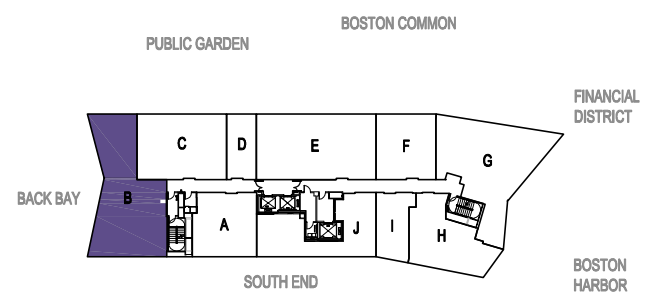 BOSTON COMMON
PUBLIC GARDEN
FINANCIAL
DISTRICT
C
D
E
F
G
BACK BAY
B
A
J
I
H
SOUTH END
BOSTON
HARBOR